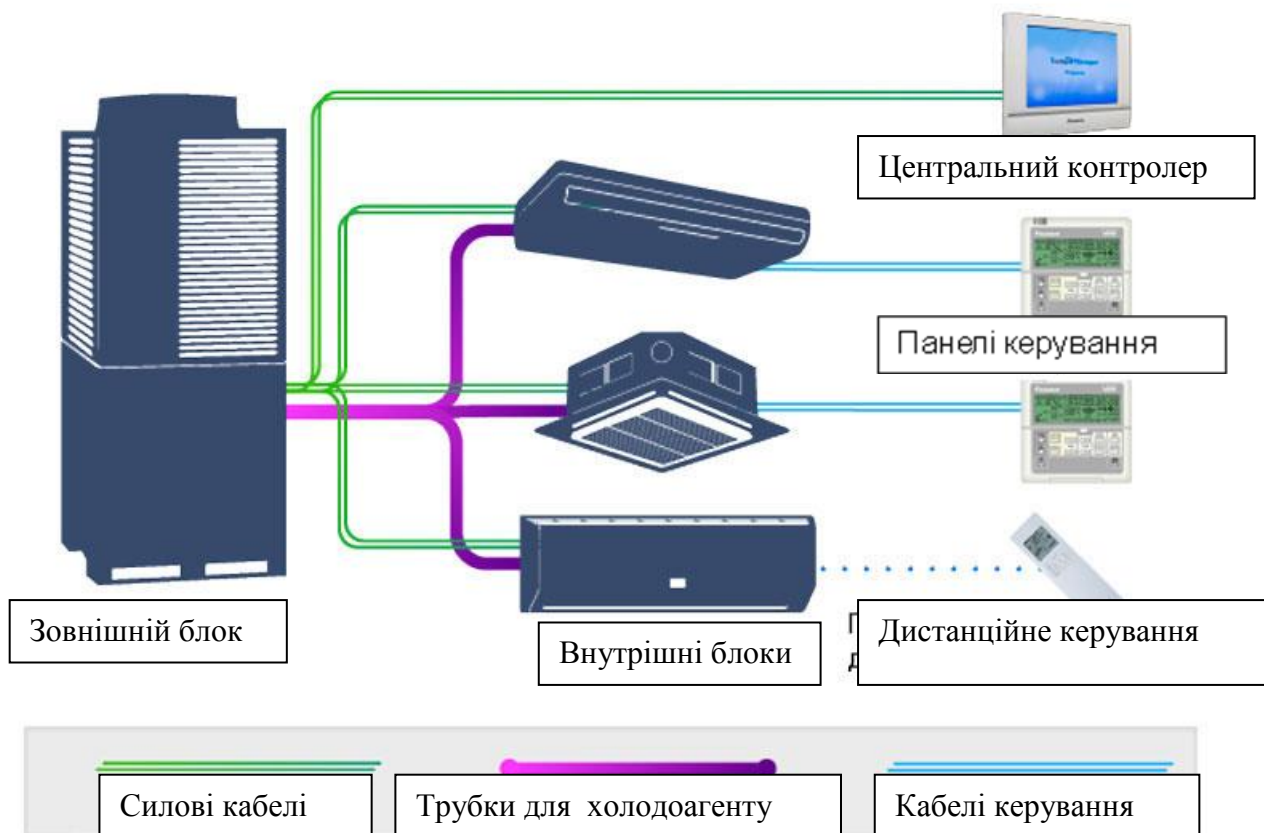 Центральний контролер
Панелі керування
Зовнішній блок
Внутрішні блоки
Дистанційне керування
Силові кабелі
Трубки для холодоагенту
Кабелі керування